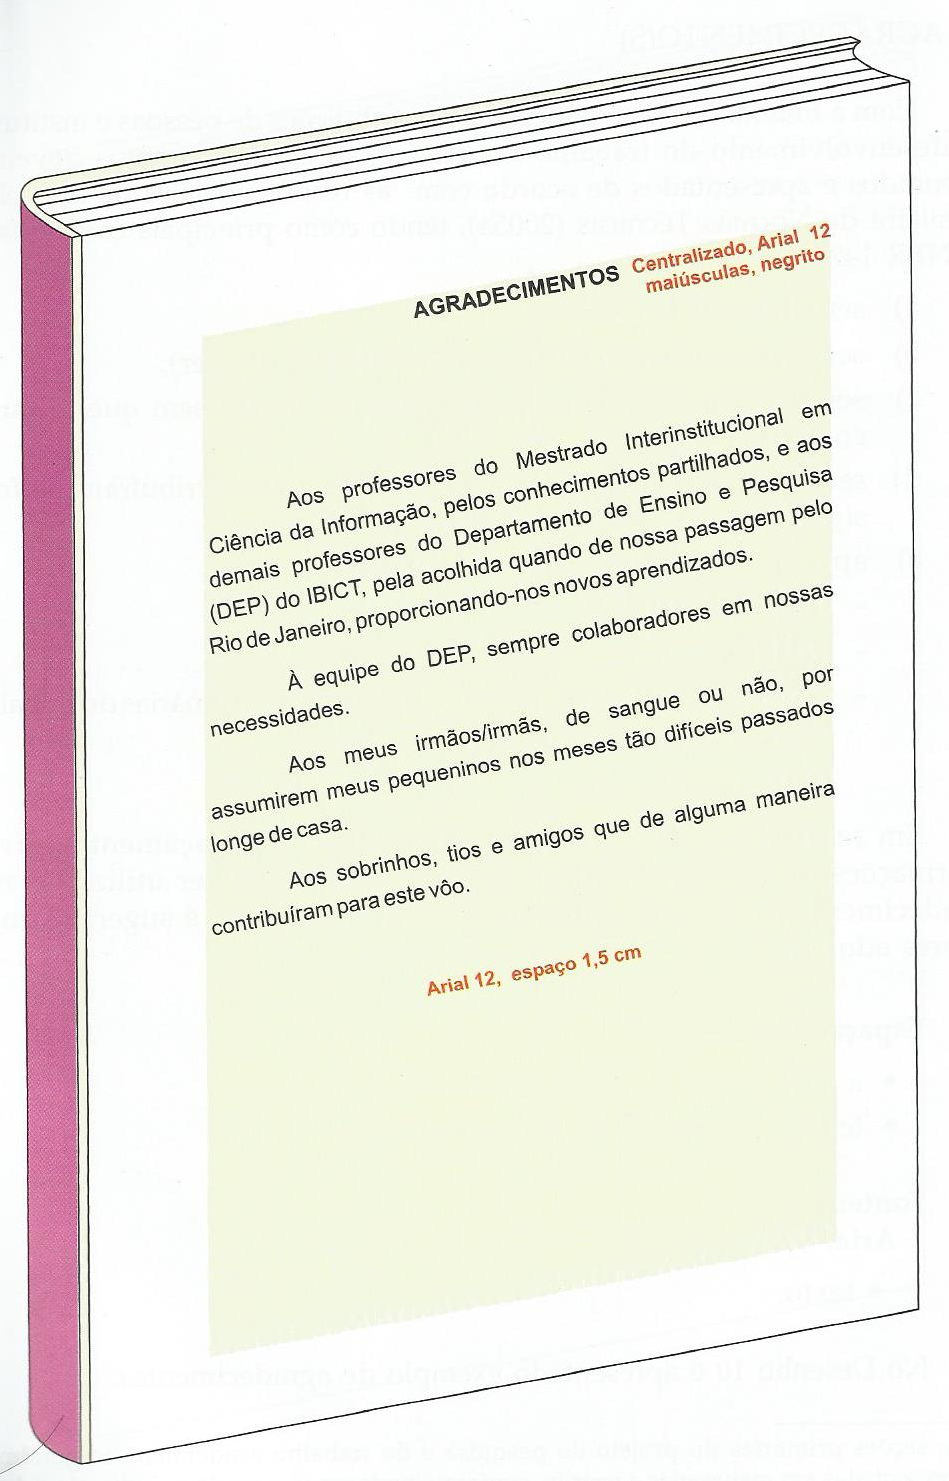 AGRADECIMENTOS
Centralizado, Arial 12
maiúsculas, negrito
Aos professores do Mestrado Interinstitucional em
Ciência da Informação, pelos conhecimentos partilhados, e aos
demais professores do Departamento de Ensino e Pesquisa
(DEP) do IBICT, pela acolhida quando de nossa passagem pelo
Rio de Janeiro, proporcionando-nos novos aprendizados.
À equipe do DEP, sempre colaboradores em nossas
necessidades.
Aos meus irmãos/irmãs, de sangue ou não, por
assumirem meus pequeninos nos meses tão difíceis passados
longe de casa.
Aos sobrinhos, tios e amigos que de alguma maneira
contribuíram para este vôo.
Arial 12, espaço 1,5 cm